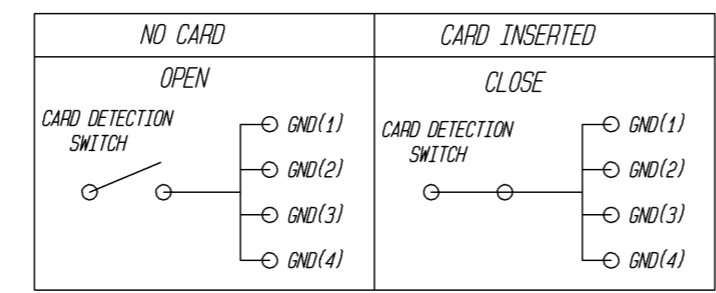 NO CARD
CARD INSERTED
OPEN
CARD DETECTION
SWITCH
GND(1)
GND(2)
GND(3)
GND(4)
CLOSE
CARD DETECTION
SWITCH
GND(1)
GND(2)
GND(3)
GND(4)